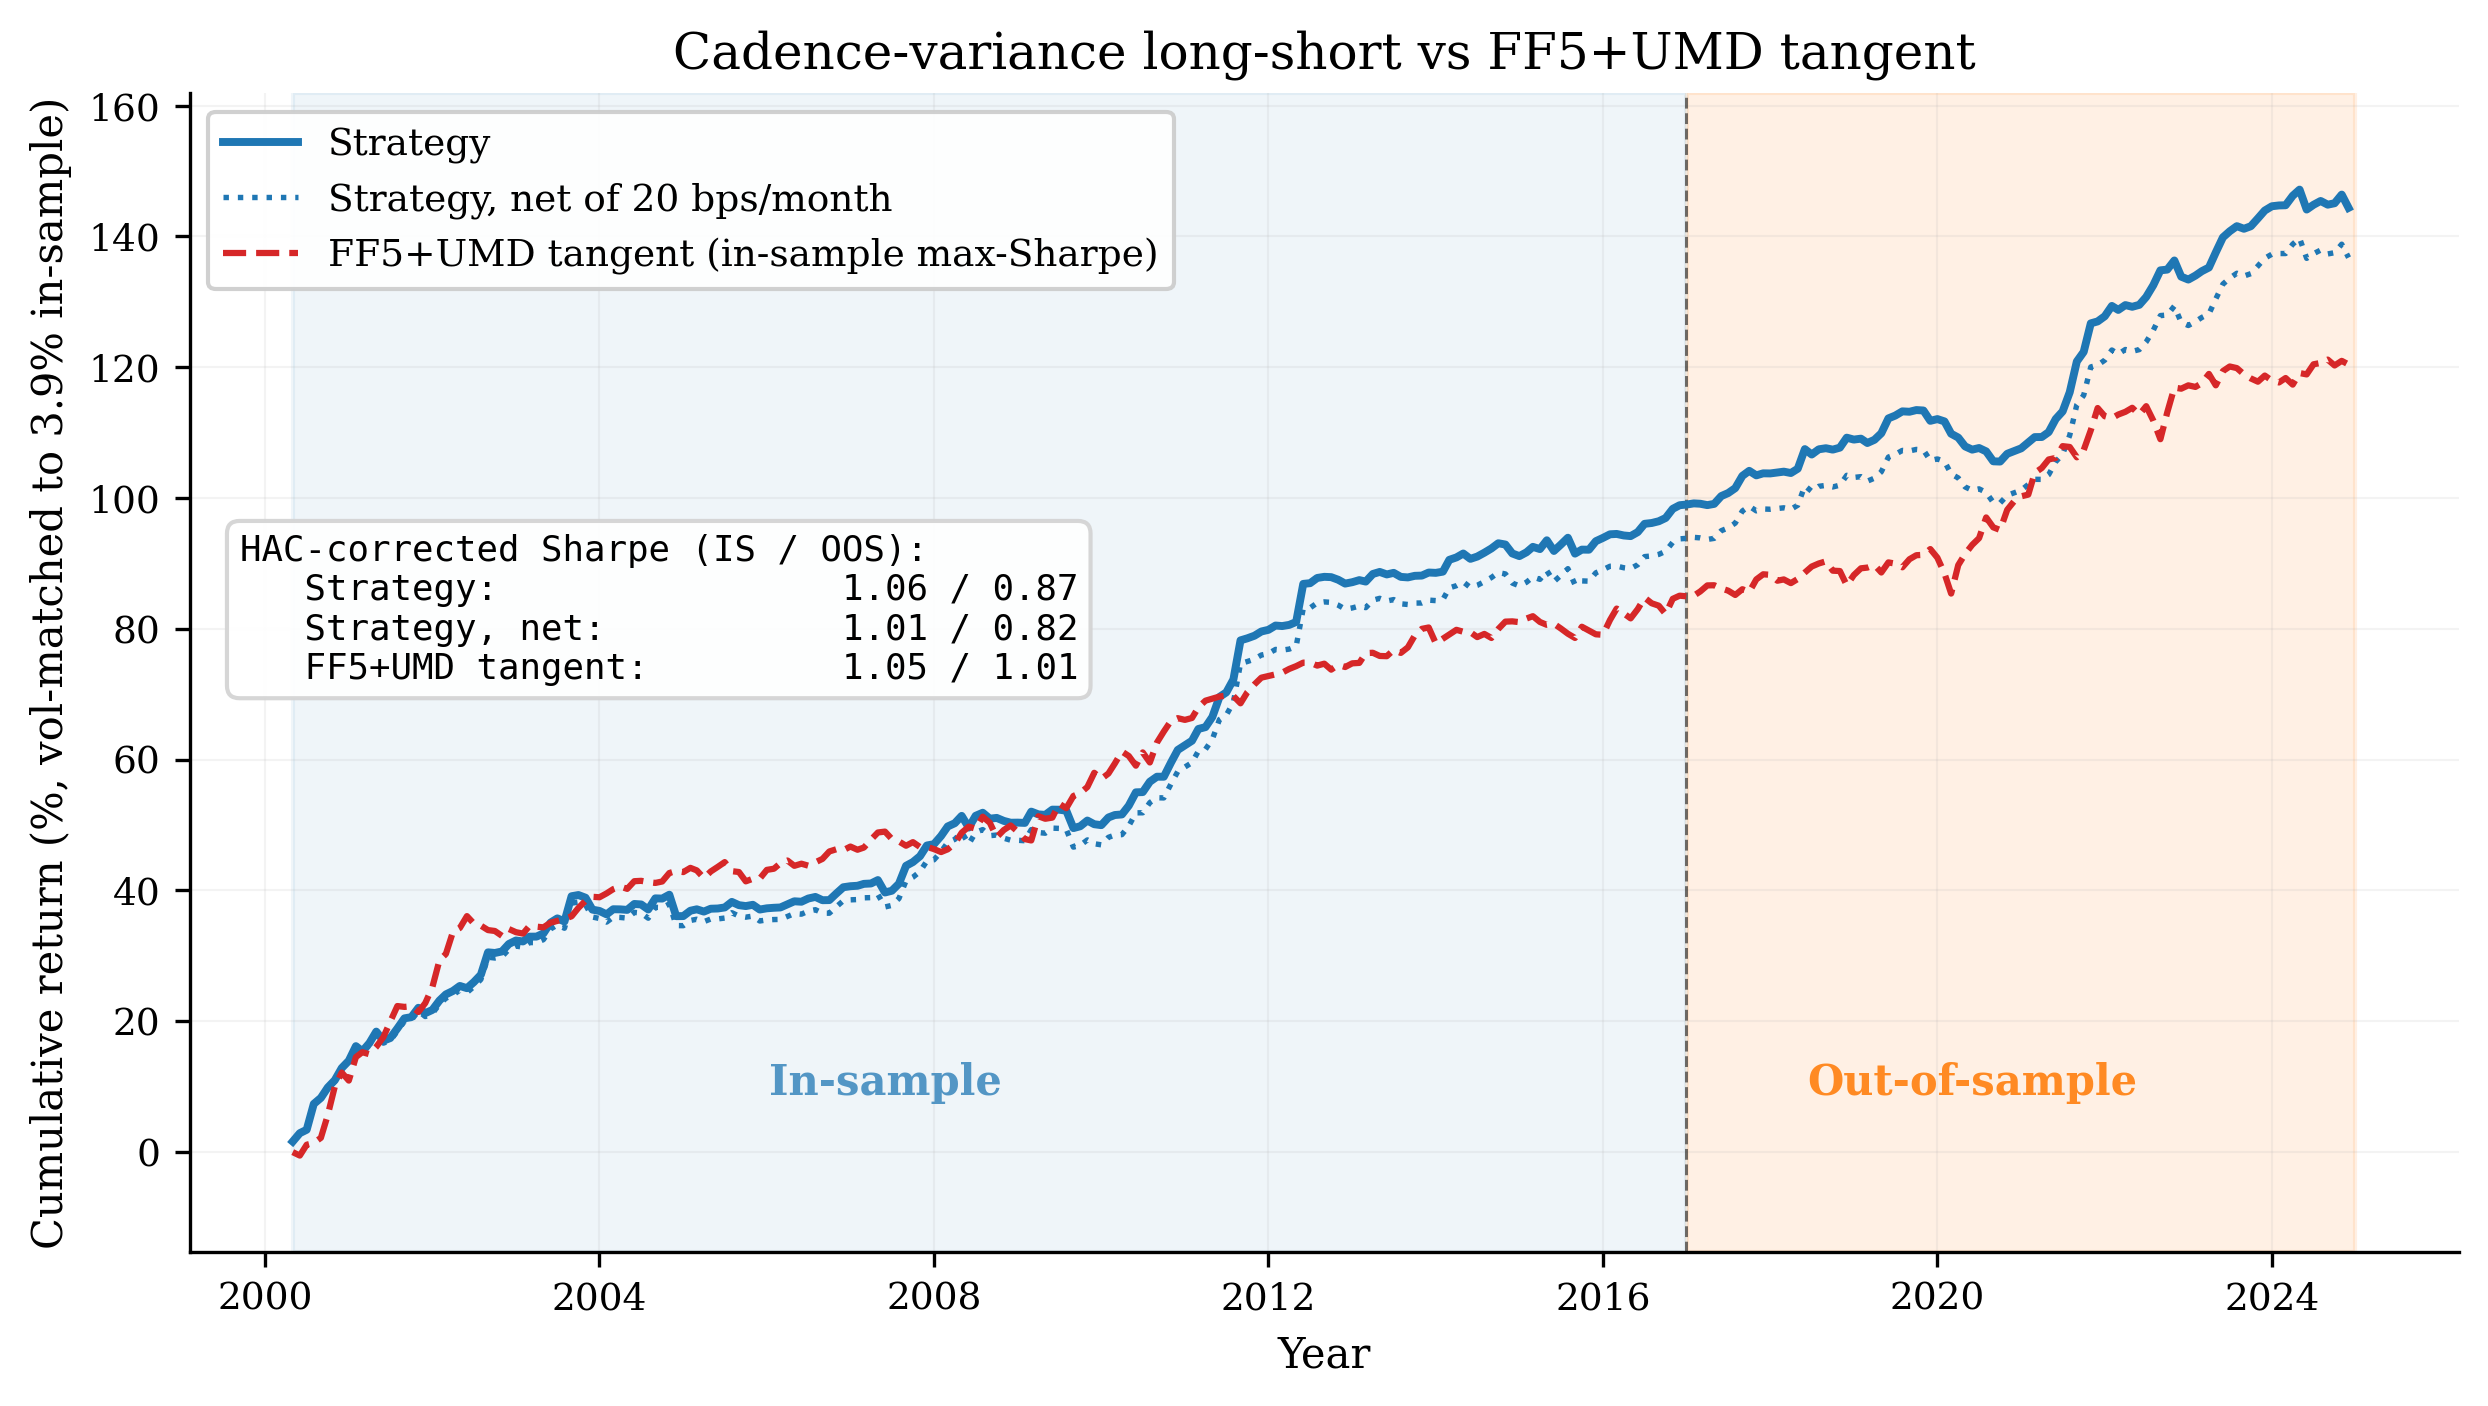 Cadence-variance long-short vs FF5+UMD tangent
Cumulative return (%, vol-matched to 3.9% in-sample)
160
140
120
100
80
60
40
20
0
Strategy
Strategy, net of 20 bps/month
FF5+UMD tangent (in-sample max-Sharpe)
HAC-corrected Sharpe (IS / OOS):
Strategy: 1.06 / 0.87
Strategy, net: 1.01 / 0.82
FF5+UMD tangent: 1.05 / 1.01
In-sample
Out-of-sample
2000
2004
2008
2012
2016
2020
2024
Year